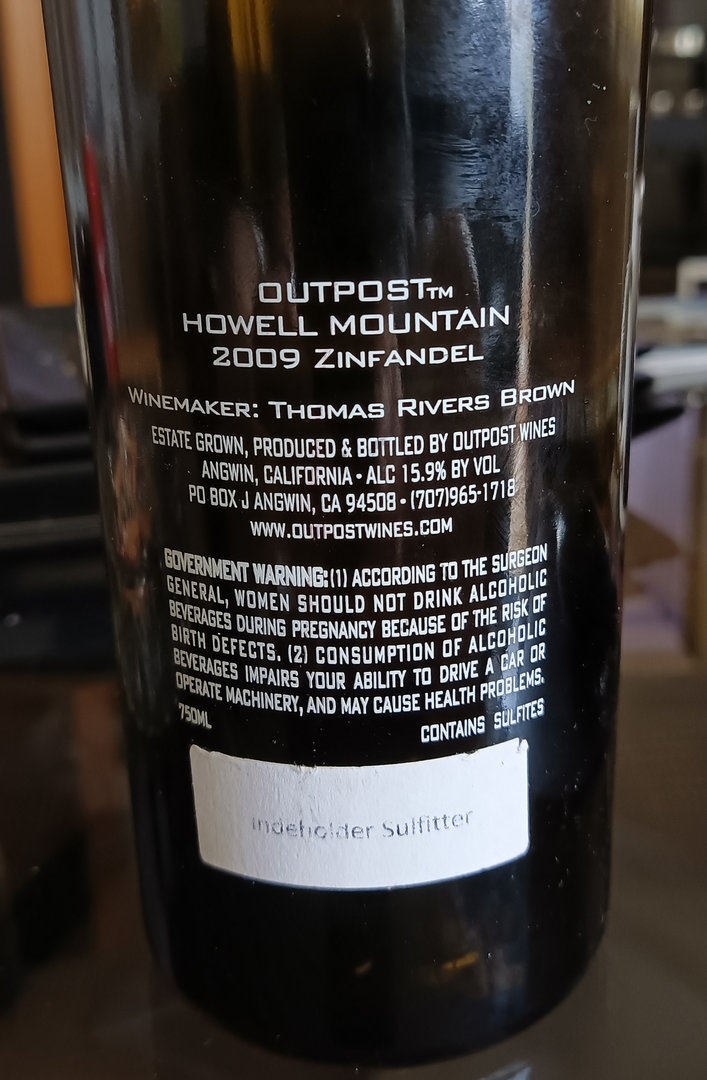 OUTPOST™
HOWELL MOUNTAIN
2009 ZINFANDEL
WINEMAKER: THOMAS RIVERS BROWN
ESTATE GROWN, PRODUCED & BOTTLED BY OUTPOST WINES
ANGWIN, CALIFORNIA • ALC 15.9% BY VOL
PO BOX J ANGWIN, CA 94508 • (707)965-1718
WWW.OUTPOSTWINES.COM
GOVERNMENT WARNING: (1) ACCORDING TO THE SURGEON
GENERAL, WOMEN SHOULD NOT DRINK ALCOHOLIC
BEVERAGES DURING PREGNANCY BECAUSE OF THE RISK OF
BIRTH DEFECTS. (2) CONSUMPTION OF ALCOHOLIC
BEVERAGES IMPAIRS YOUR ABILITY TO DRIVE A CAR OR
OPERATE MACHINERY, AND MAY CAUSE HEALTH PROBLEMS.
750ML CONTAINS SULFITES
Indeholder Sulfitter